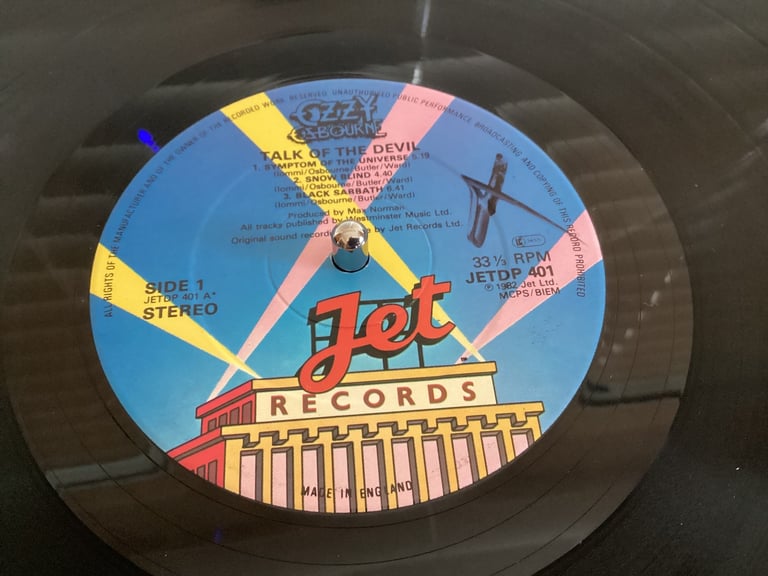 ALL RIGHTS OF THE MANUFACTURER AND OF THE OWNER OF THE RECORDED WORK RESERVED. UNAUTHORISED PUBLIC PERFORMANCE BROADCASTING AND COPYING OF THIS RECORD PROHIBITED
OZZY
OSBOURNE
TALK OF THE DEVIL
1. SYMPTOM OF THE UNIVERSE 5.19
(Iommi/Osbourne/Butler/Ward)
2. SNOW BLIND 4.40
(Iommi/Osbourne/Butler/Ward)
3. BLACK SABBATH 6.41
(Iommi/Osbourne/Butler/Ward)
Produced by Max Norman.
All tracks published by Westminster Music Ltd.
Original sound by Jet Records Ltd.
SIDE 1
JETDP 401 A*
STEREO
33 ⅓ RPM
JETDP 401
℗ 1982 Jet Ltd.
MCPS/BIEM
Jet
RECORDS
MADE IN ENGLAND